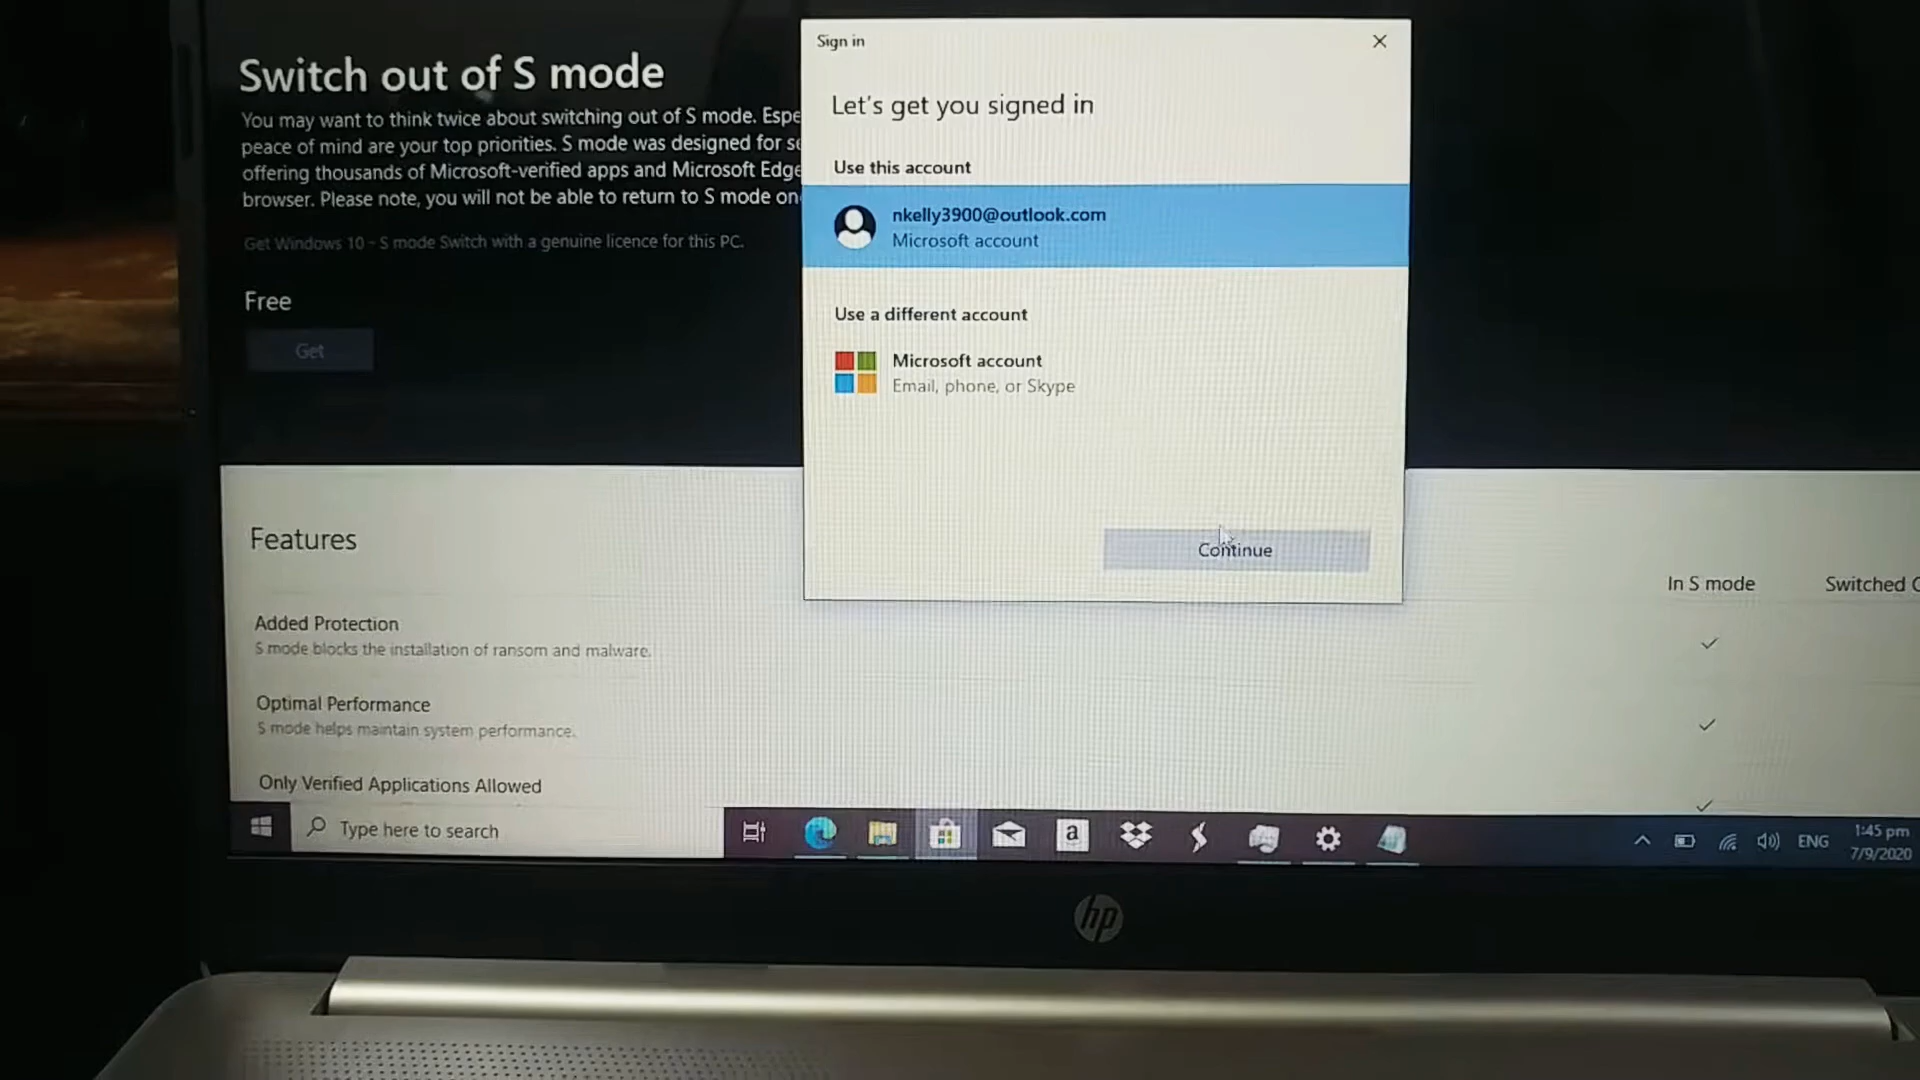 Switch out of S mode
You may want to think twice about switching out of S mode. Espe
peace of mind are your top priorities. S mode was designed for se
offering thousands of Microsoft-verified apps and Microsoft Edge
browser. Please note, you will not be able to return to S mode on
Get Windows 10 - S mode Switch with a genuine licence for this PC.
Free
Get
Sign in
Let's get you signed in
Use this account
nkelly3900@outlook.com
Microsoft account
Use a different account
Microsoft account
Email, phone, or Skype
Continue
Features
In S mode
Switched
Added Protection
S mode blocks the installation of ransom and malware.
Optimal Performance
S mode helps maintain system performance.
Only Verified Applications Allowed
Type here to search
a
ENG
1:45 pm
7/9/2020
hp